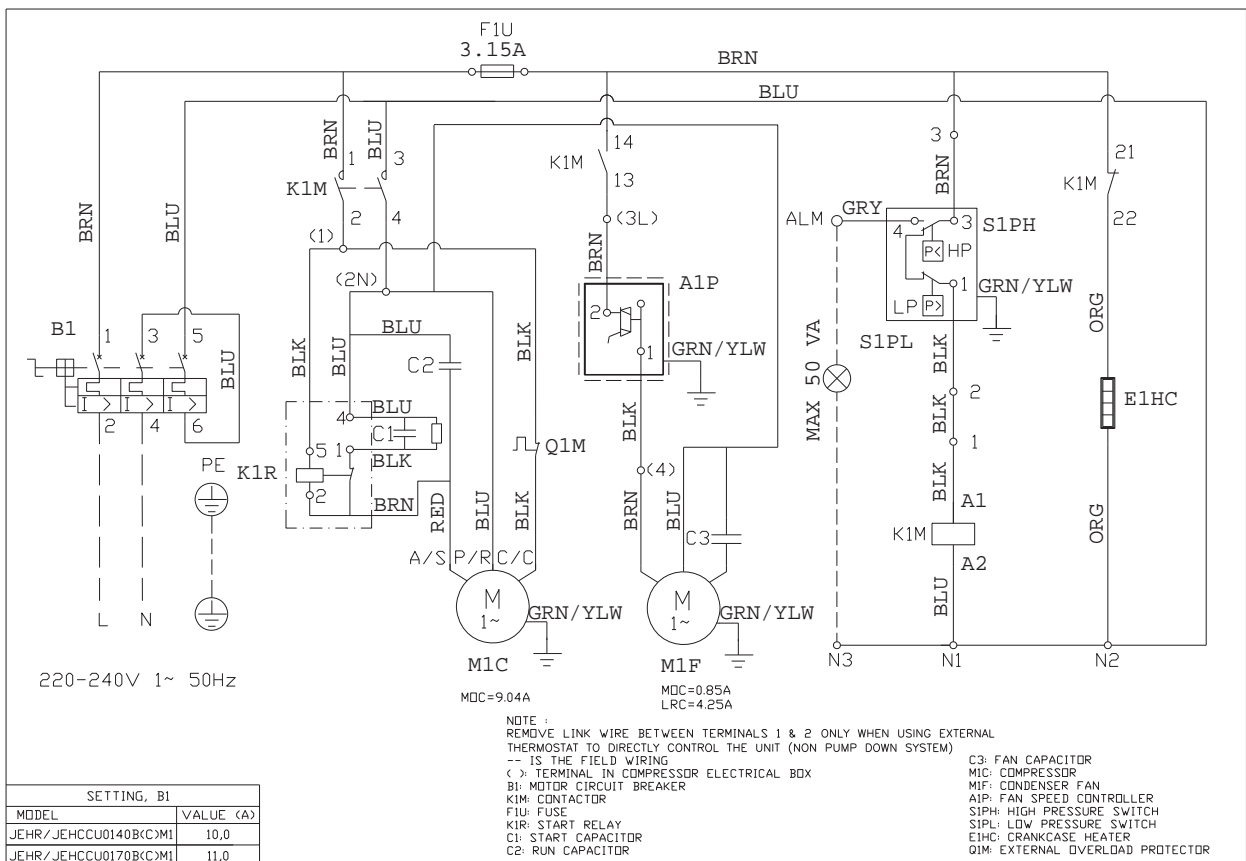 F1U
3.15A
BRN
BLU
BRN
BLU
1
3
K1M
2
4
(1)
(2N)
14
K1M
13
(3L)
BRN
3
BRN
21
K1M
22
ALM
GRY
4
3
S1PH
P<
HP
1
LP
P>
S1PL
GRN/YLW
BRN
BLU
B1
1
3
5
BLU
I >
I >
I >
2
4
6
PE
L
N
220-240V 1~ 50Hz
BLK
BLU
BLU
C2
BLK
4
BLU
C1
5
1
BLK
K1R
2
BRN
RED
BLU
BLK
Q1M
A/S
P/R
C/C
M
1~
GRN/YLW
M1C
MOC=9.04A
A1P
2
1
GRN/YLW
BLK
(4)
BRN
BLU
C3
M
1~
GRN/YLW
M1F
MOC=0.85A
LRC=4.25A
MAX 50 VA
BLK
2
BLK
1
BLK
A1
K1M
A2
BLU
ORG
E1HC
ORG
N3
N1
N2
NOTE :
REMOVE LINK WIRE BETWEEN TERMINALS 1 & 2 ONLY WHEN USING EXTERNAL
THERMOSTAT TO DIRECTLY CONTROL THE UNIT (NON PUMP DOWN SYSTEM)
-- IS THE FIELD WIRING
( ): TERMINAL IN COMPRESSOR ELECTRICAL BOX
B1: MOTOR CIRCUIT BREAKER
K1M: CONTACTOR
F1U: FUSE
K1R: START RELAY
C1: START CAPACITOR
C2: RUN CAPACITOR
C3: FAN CAPACITOR
M1C: COMPRESSOR
M1F: CONDENSER FAN
A1P: FAN SPEED CONTROLLER
S1PH: HIGH PRESSURE SWITCH
S1PL: LOW PRESSURE SWITCH
E1HC: CRANKCASE HEATER
Q1M: EXTERNAL OVERLOAD PROTECTOR
SETTING, B1
MODEL VALUE (A)
JEHR/JEHCCU0140B(C)M1 10,0
JEHR/JEHCCU0170B(C)M1 11,0